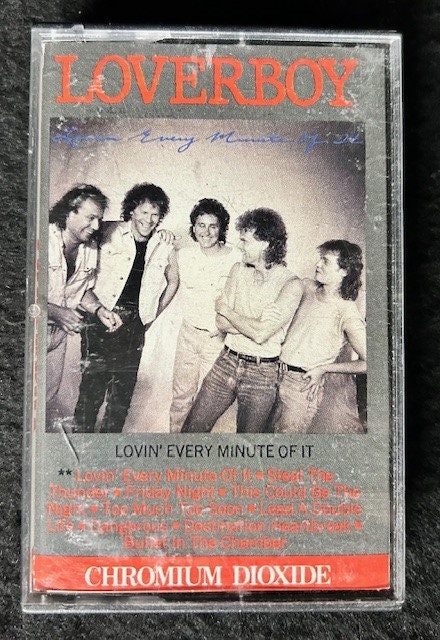 LOVERBOY
Lovin' Every Minute Of It
LOVIN' EVERY MINUTE OF IT
** Lovin' Every Minute Of It • Steal The
Thunder • Friday Night • This Could Be The
Night • Too Much Too Soon • Lead • Double
Life • Dangerous • Destination Heartbreak •
Bullet In The Chamber
CHROMIUM DIOXIDE